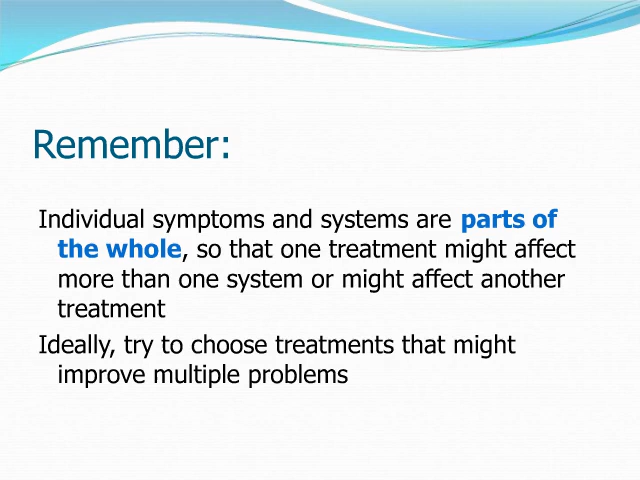 Remember:
Individual symptoms and systems are parts of
the whole, so that one treatment might affect
more than one system or might affect another
treatment
Ideally, try to choose treatments that might
improve multiple problems